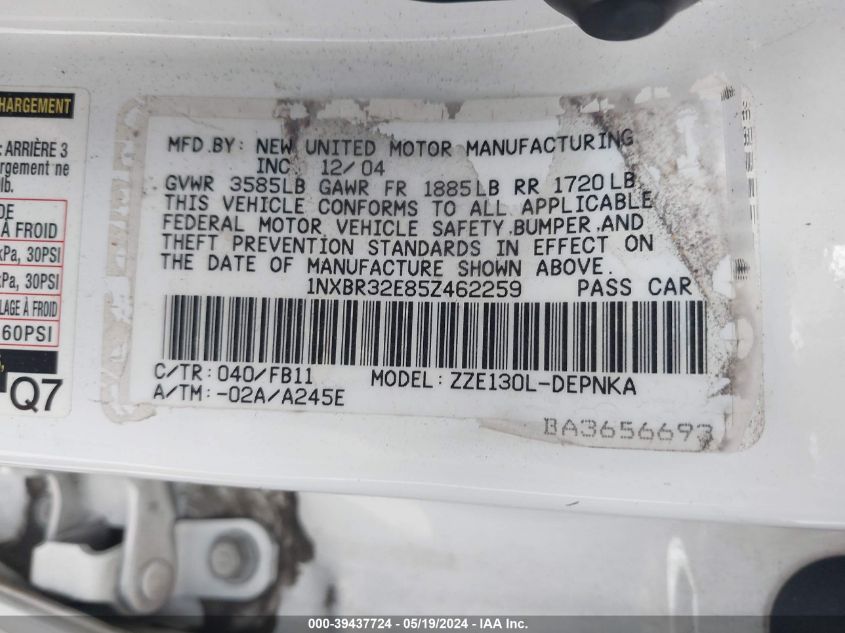 CHARGEMENT
: ARRIÈRE 3
argement ne
lb.
DE
À FROID
kPa, 30PSI
kPa, 30PSI
LAGE À FROID
60PSI
Q7
MFD.BY: NEW UNITED MOTOR MANUFACTURING
INC 12/04
GVWR 3585LB GAWR FR 1885LB RR 1720LB
THIS VEHICLE CONFORMS TO ALL APPLICABLE
FEDERAL MOTOR VEHICLE SAFETY,BUMPER,AND
THEFT PREVENTION STANDARDS IN EFFECT ON
THE DATE OF MANUFACTURE SHOWN ABOVE.
1NXBR32E85Z462259 PASS CAR
C/TR: 040/FB11 MODEL: ZZE130L-DEPNKA
A/TM: -02A/A245E
BA3656693
000-39437724 - 05/19/2024 - IAA Inc.